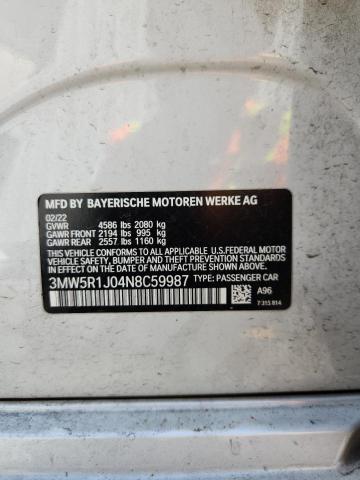 MFD BY BAYERISCHE MOTOREN WERKE AG
02/22
GVWR 4586 lbs 2080 kg
GAWR FRONT 2194 lbs 995 kg
GAWR REAR 2557 lbs 1160 kg
THIS VEHICLE CONFORMS TO ALL APPLICABLE U.S.FEDERAL MOTOR
VEHICLE SAFETY, BUMPER, AND THEFT PREVENTION STANDARDS IN
EFFECT ON THE DATE OF MANUFACTURE SHOWN ABOVE.
3MW5R1J04N8C59987 TYPE: PASSENGER CAR
A96
7 315 814